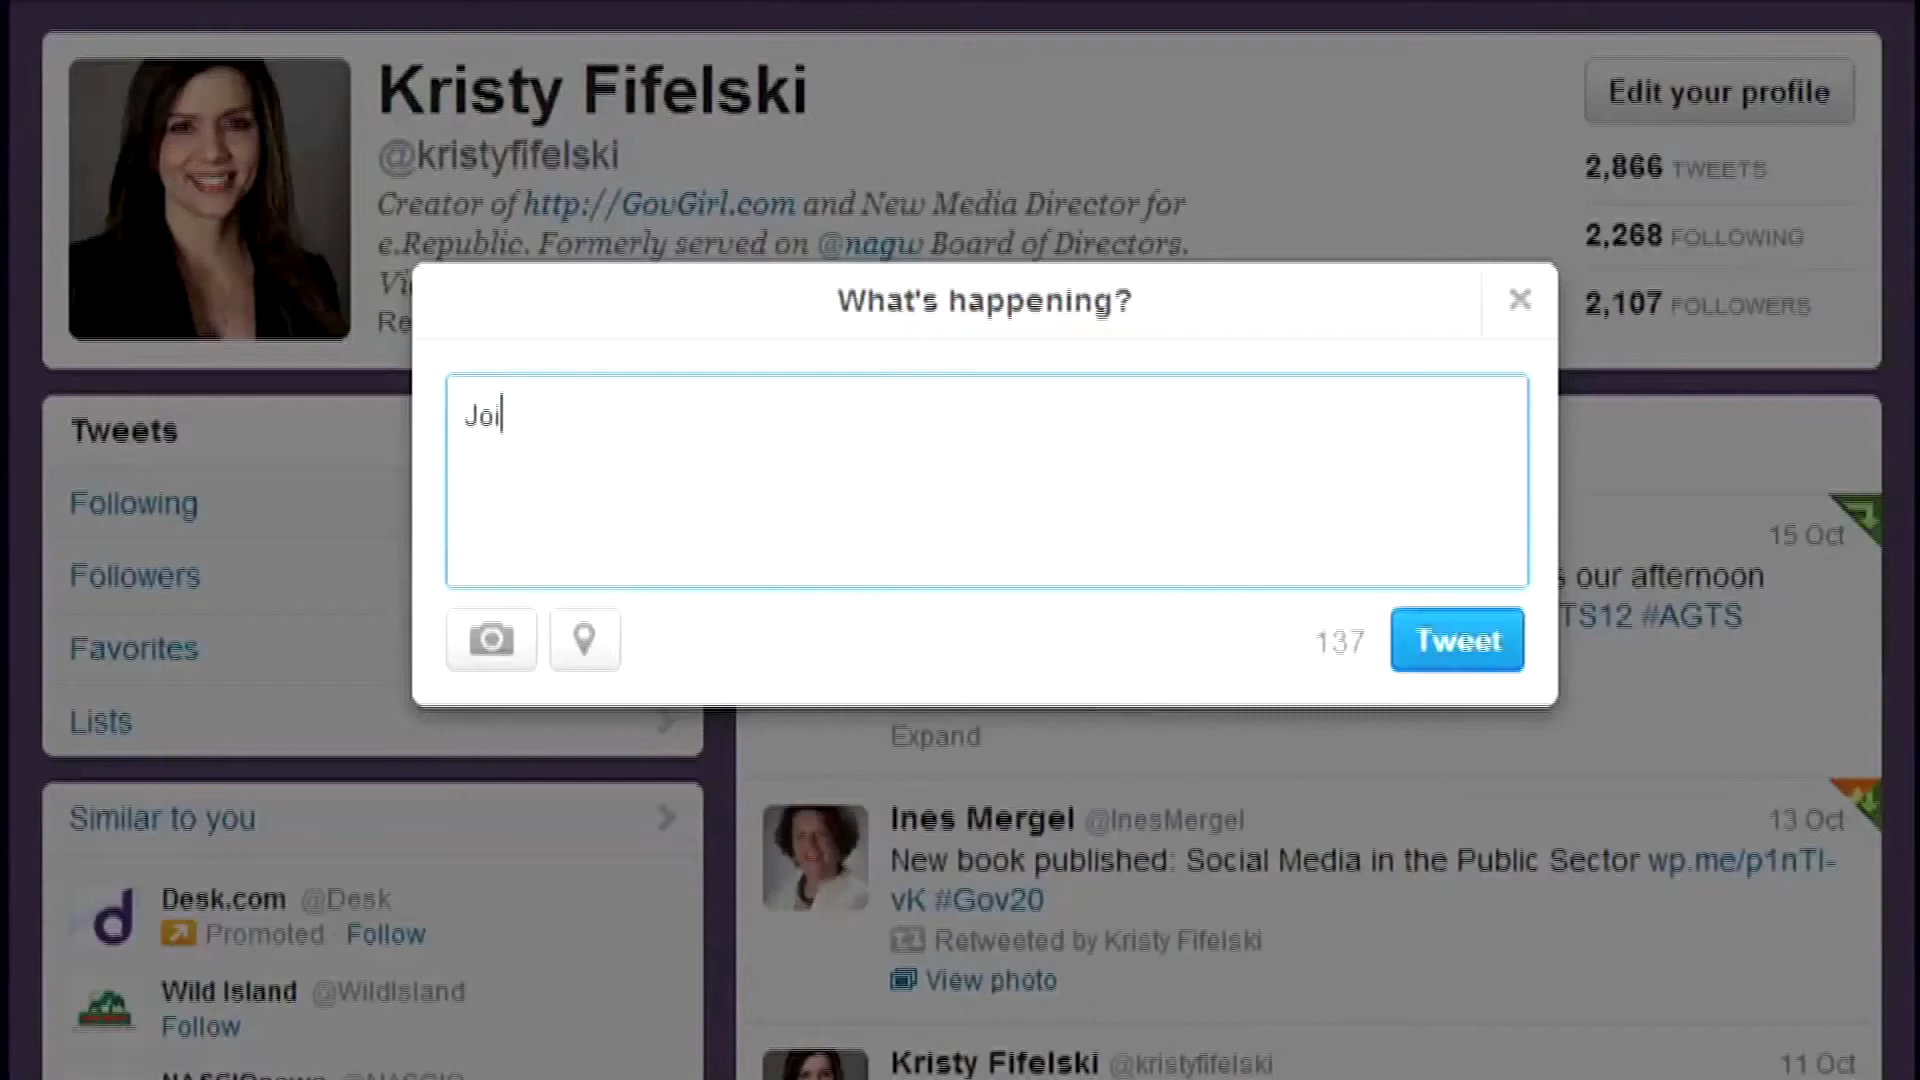 Kristy Fifelski
@kristyfifelski
Creator of http://GovGirl.com and New Media Director for
e.Republic. Formerly served on @nagw Board of Directors.
Edit your profile
2,866 TWEETS
2,268 FOLLOWING
2,107 FOLLOWERS
What's happening?
Joi
137
Tweet
Tweets
Following
Followers
Favorites
Lists
Similar to you
Desk.com @Desk
Promoted · Follow
Wild Island @WildIsland
Follow
15 Oct
our afternoon
#AGTS
Expand
Ines Mergel @InesMergel
13 Oct
New book published: Social Media in the Public Sector wp.me/p1nTl-
vK #Gov20
Retweeted by Kristy Fifelski
View photo
Kristy Fifelski @kristyfifelski
11 Oct